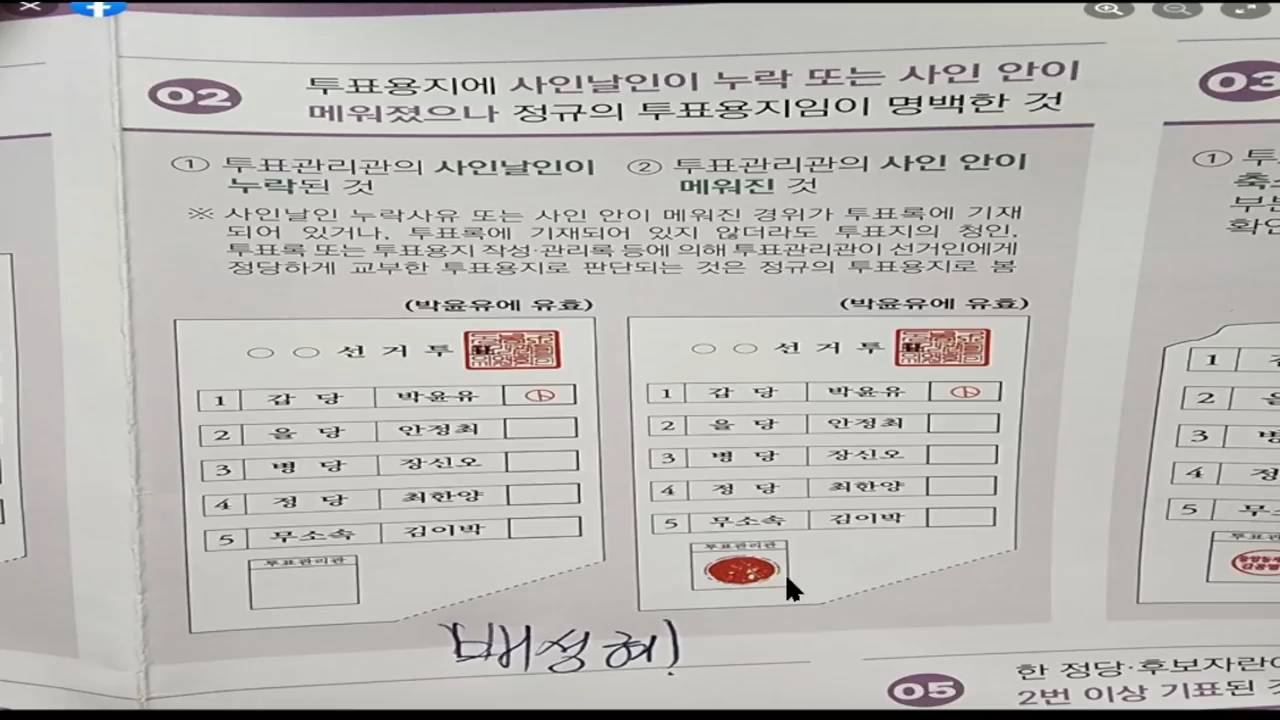 02
투표용지에 사인날인이 누락 또는 사인 안이
메워졌으나 정규의 투표용지임이 명백한 것
① 투표관리관의 사인날인이
누락된 것
② 투표관리관의 사인 안이
메워진 것
※ 사인날인 누락사유 또는 사인 안이 메워진 경위가 투표록에 기재
되어 있거나, 투표록에 기재되어 있지 않더라도 투표지의 청인,
투표록 또는 투표용지 작성·관리록 등에 의해 투표관리관이 선거인에게
정당하게 교부한 투표용지로 판단되는 것은 정규의 투표용지로 봄
(박윤유에 유효)
○ ○ 선 거 투 표
1 갑 당 박윤유
2 을 당 안정최
3 병 당 장신오
4 정 당 최한양
5 무소속 김이박
투표관리관
(박윤유에 유효)
○ ○ 선 거 투 표
1 갑 당 박윤유
2 을 당 안정최
3 병 당 장신오
4 정 당 최한양
5 무소속 김이박
투표관리관
배성혜!
03
① 투
확인
1
2
3
4
5
05
한 정당·후보자란에
2번 이상 기표된